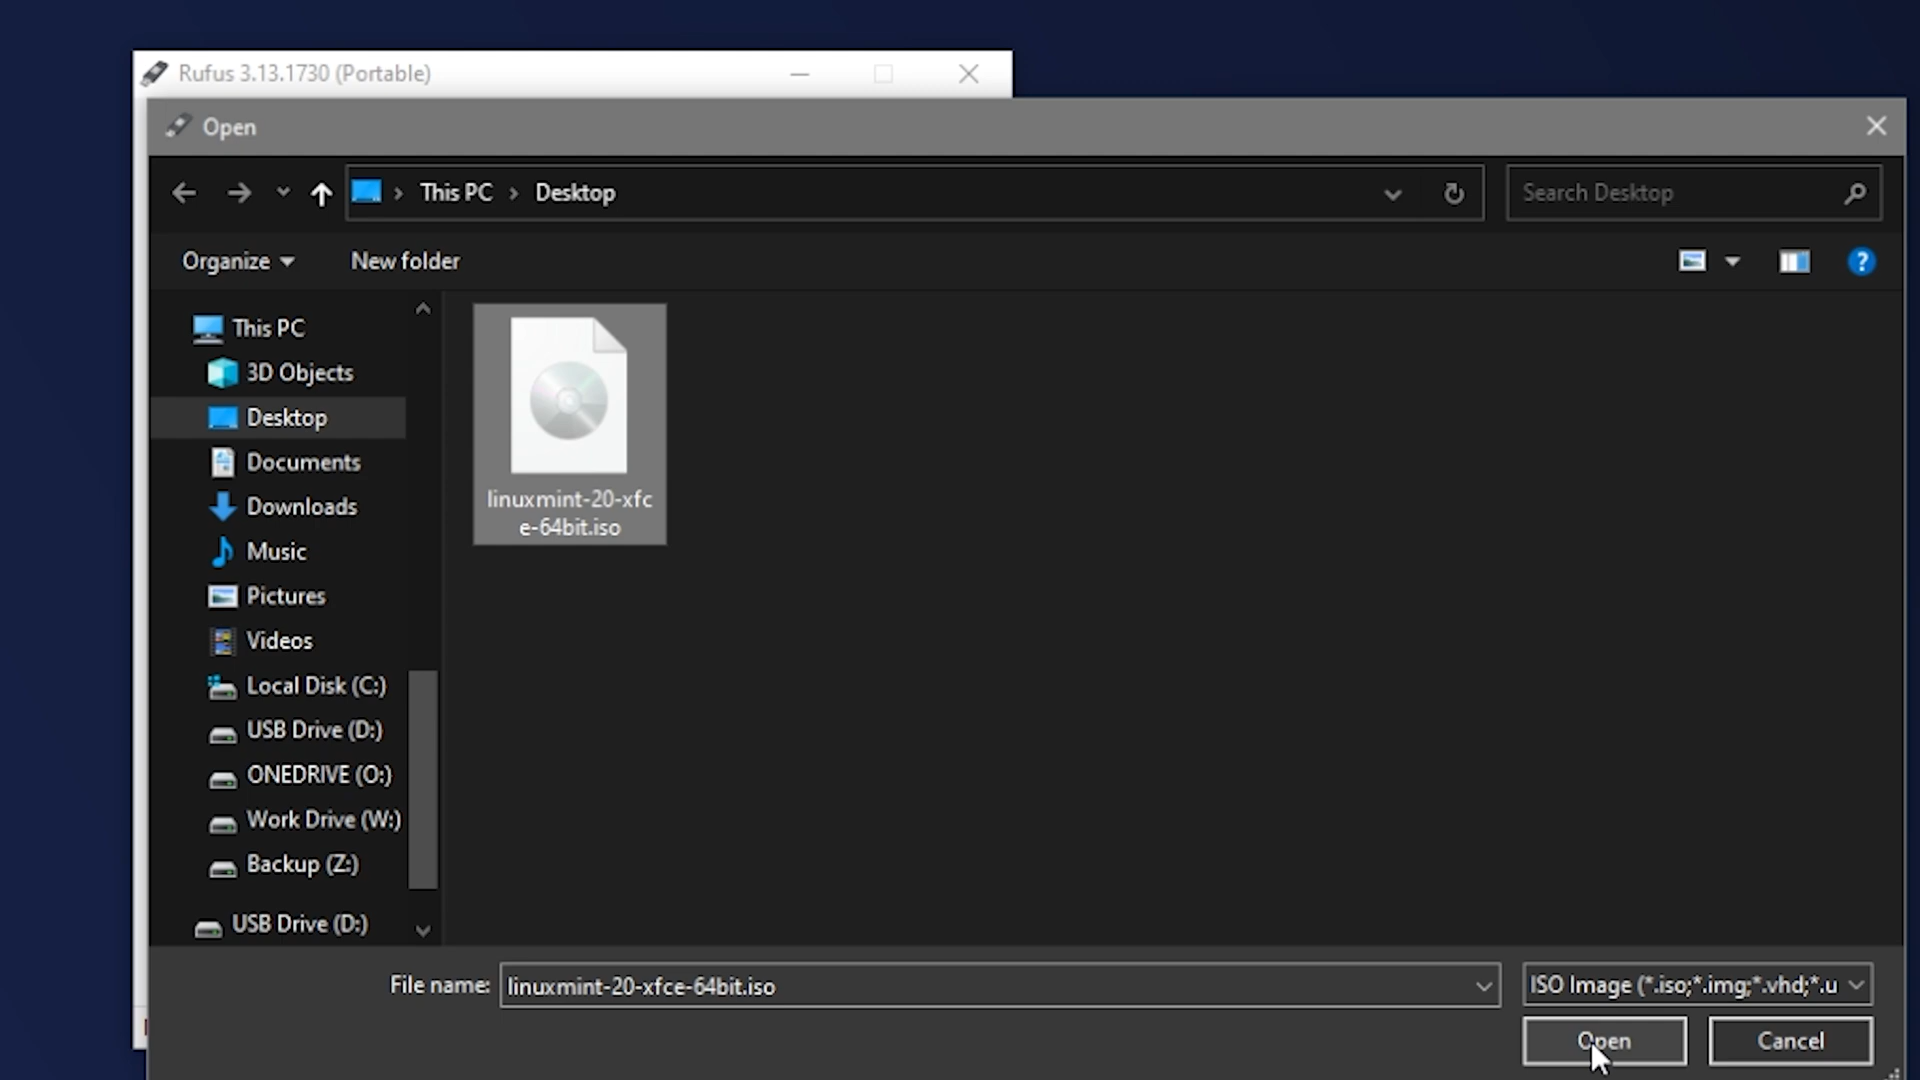 Rufus 3.13.1730 (Portable)
Open
This PC
Desktop
Search Desktop
Organize
New folder
?
This PC
3D Objects
Desktop
Documents
Downloads
Music
Pictures
Videos
Local Disk (C:)
USB Drive (D:)
ONEDRIVE (O:)
Work Drive (W:)
Backup (Z:)
USB Drive (D:)
linuxmint-20-xfc
e-64bit.iso
File name:
linuxmint-20-xfce-64bit.iso
ISO Image (*.iso;*.img;*.vhd;*.u
Open
Cancel